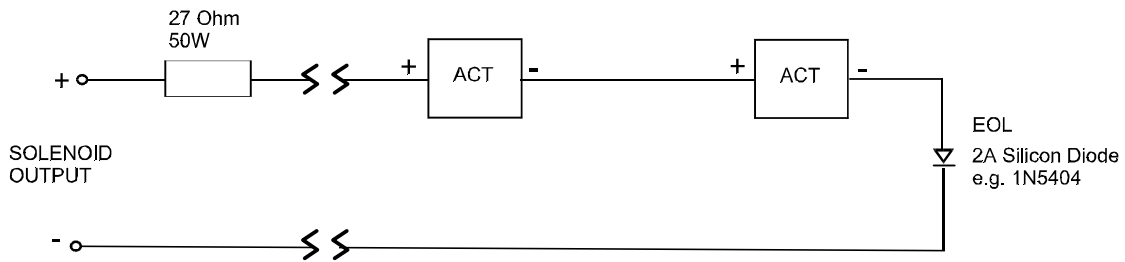 27 Ohm
50W
+
+
ACT
-
+
ACT
-
SOLENOID
OUTPUT
EOL
2A Silicon Diode
e.g. 1N5404
-